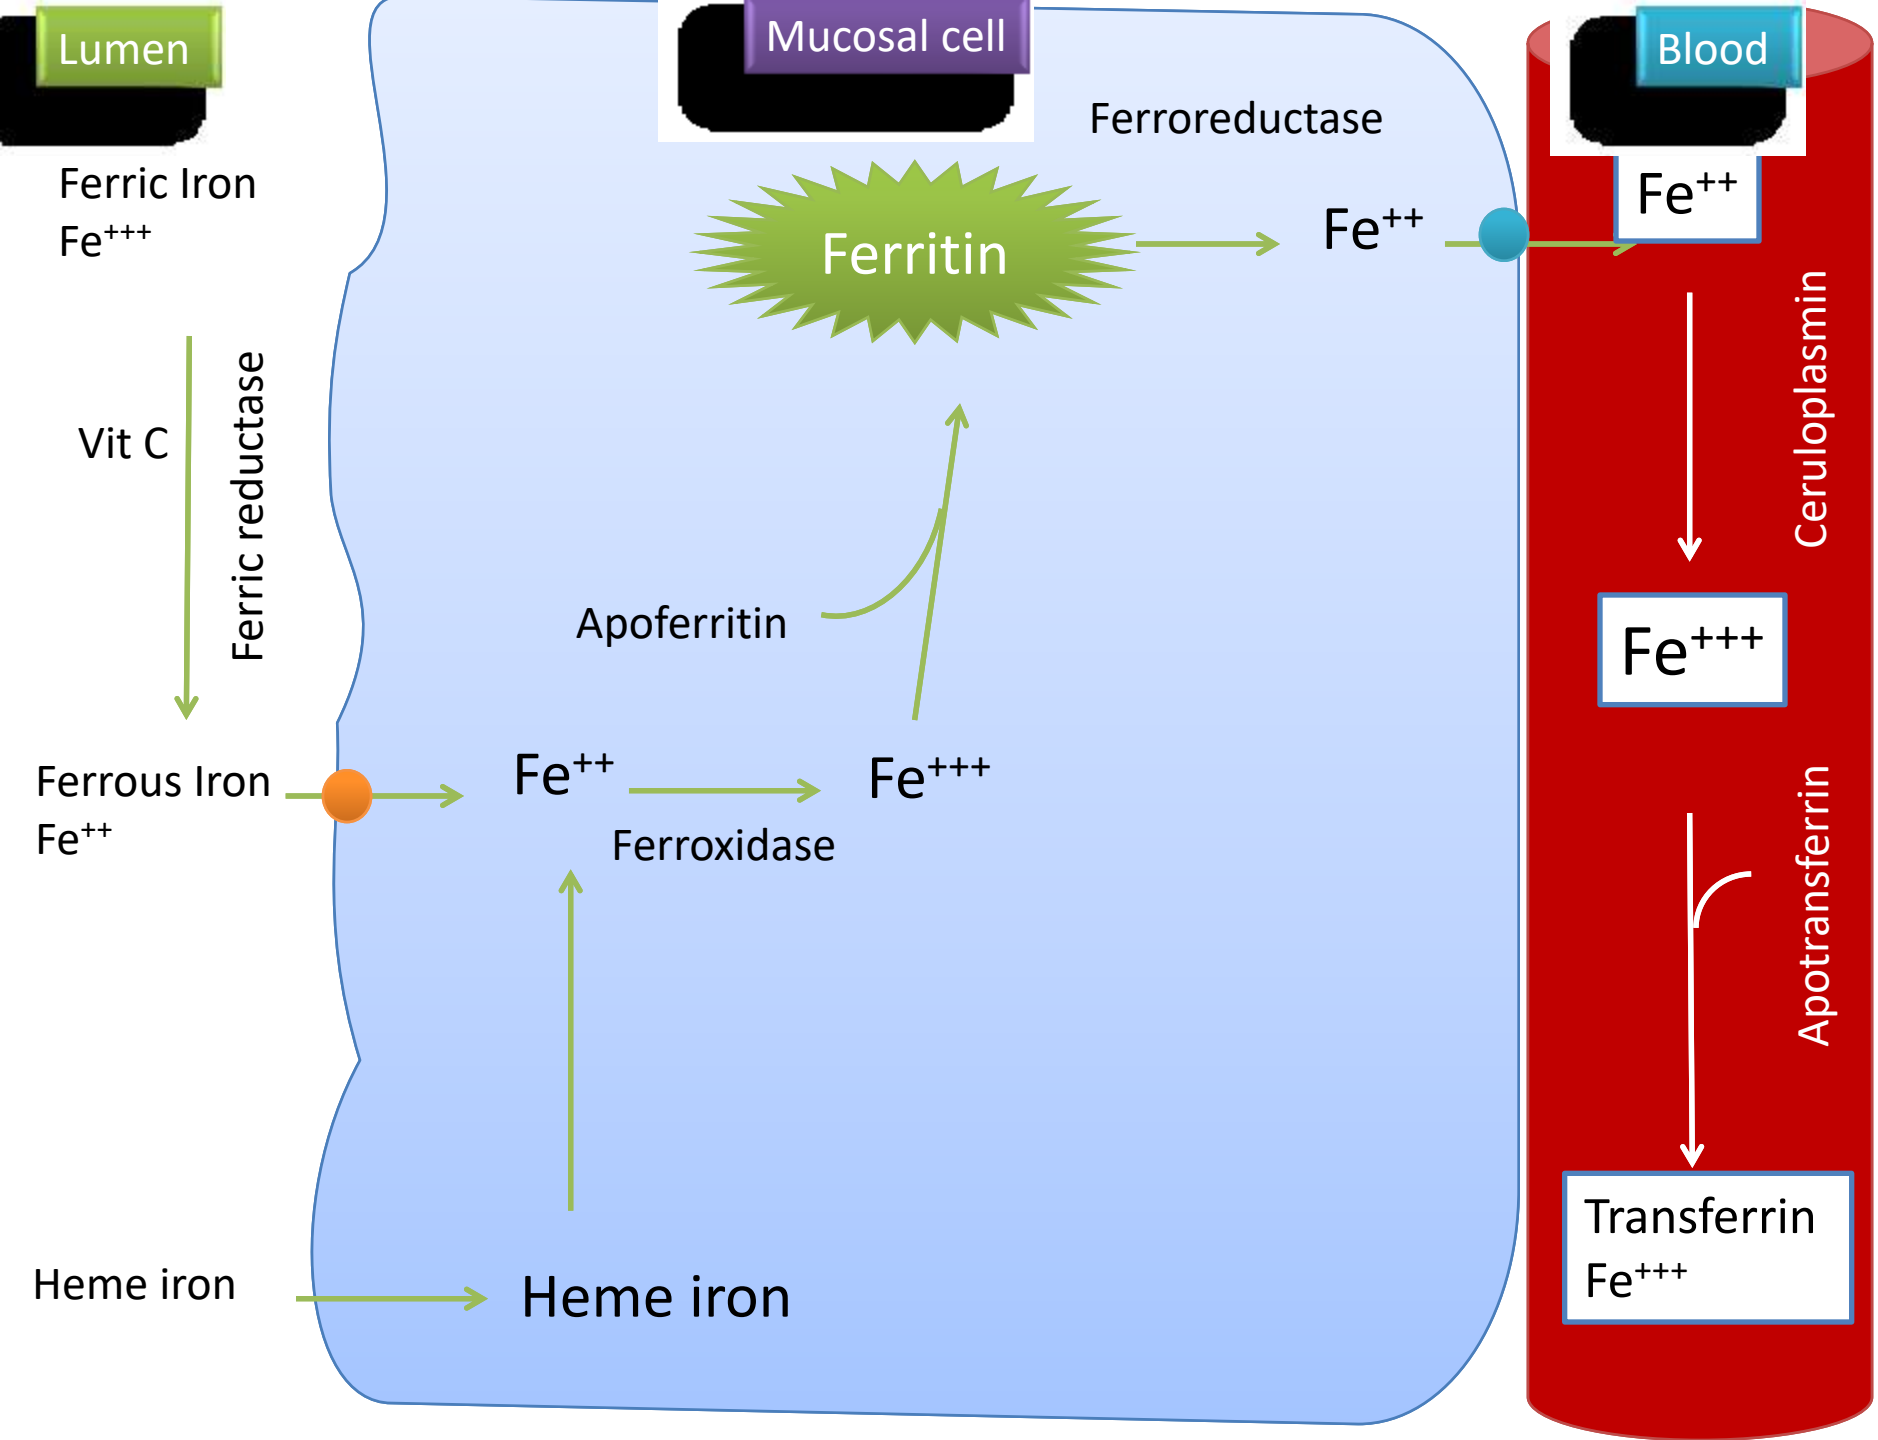 Lumen
Mucosal cell
Blood
Ferric Iron
Fe+++
Vit C
Ferric reductase
Ferrous Iron
Fe++
Heme iron
Ferroreductase
Ferritin
Fe++
Apoferritin
Fe++
Fe+++
Ferroxidase
Heme iron
Fe++
Ceruloplasmin
Fe+++
Apotransferrin
Transferrin
Fe+++